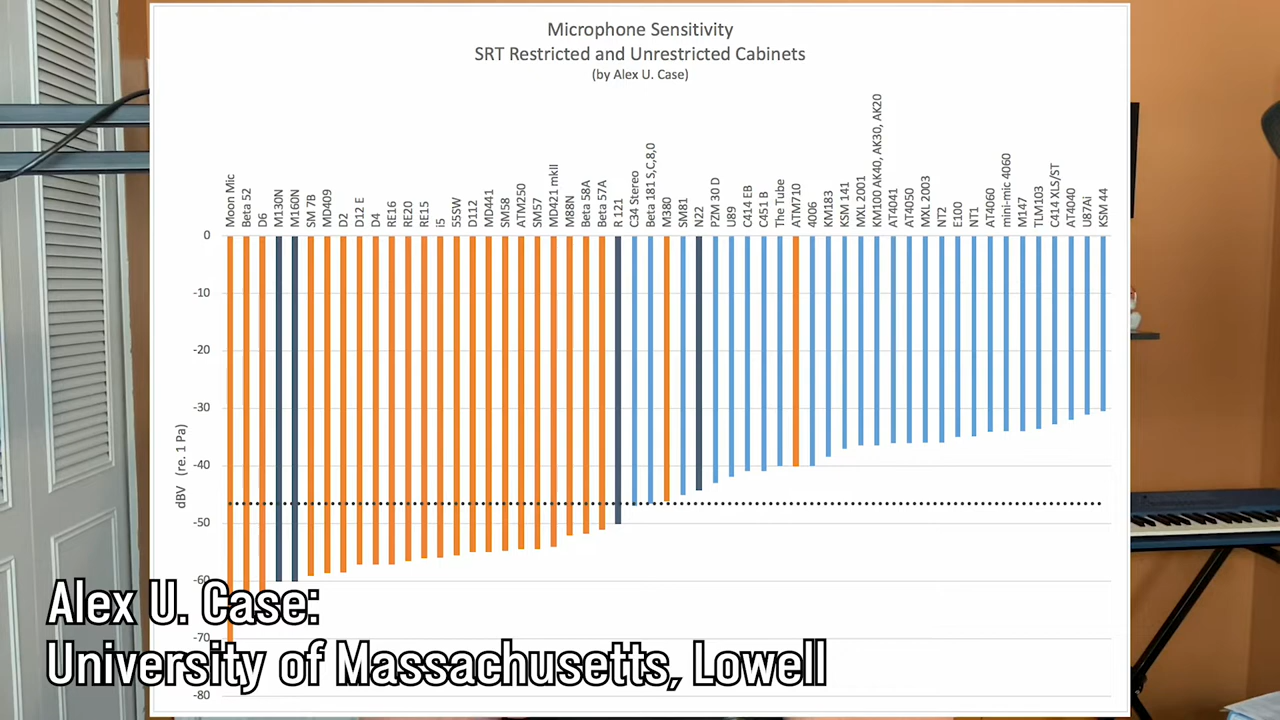 Microphone Sensitivity
SRT Restricted and Unrestricted Cabinets
(by Alex U. Case)
Moon Mic
Beta 52
D6
M130N
M160N
SM 7B
MD409
D2
D12 E
D4
RE16
RE20
RE15
i5
55SW
D112
MD441
SM58
ATM250
SM57
MD421 mkII
M88N
Beta 58A
Beta 57A
R 121
C34 Stereo
Beta 181 S,C,8,0
M380
SM81
N22
PZM 30 D
U89
C414 EB
C451 B
The Tube
ATM710
4006
KM183
KSM 141
MXL 2001
KM100 AK40, AK30, AK20
AT4041
AT4050
MXL 2003
NT2
E100
NT1
AT4060
mini-mic 4060
M147
TLM103
C414 XLS/ST
AT4040
U87Ai
KSM 44
0
-10
-20
-30
-40
-50
-60
-70
-80
dBV (re. 1 Pa)
Alex U. Case:
University of Massachusetts, Lowell